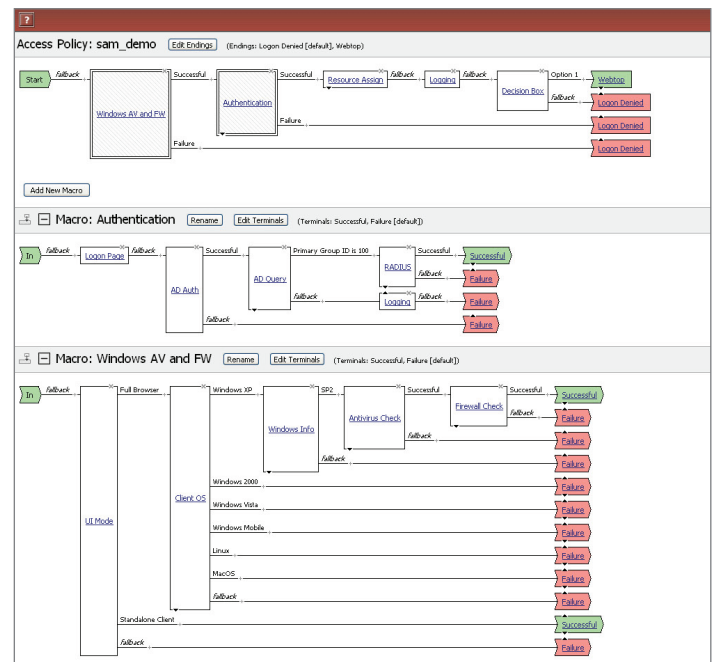 ?
Access Policy: sam_demo Edit Endings (Endings: Logon Denied [default], Webtop)
Start fallback Successful Successful Resource Assign fallback Logging fallback Option 1 Webtop
Windows AV and FW Authentication Decision Box fallback Logon Denied
Failure Logon Denied
Failure Logon Denied
Add New Macro
Macro: Authentication Rename Edit Terminals (Terminals: Successful, Failure [default])
In fallback Logon Page fallback Successful Primary Group ID is 100 Successful Successful
AD Auth AD Query RADIUS fallback Failure
fallback Logging fallback Failure
fallback Failure
Macro: Windows AV and FW Rename Edit Terminals (Terminals: Successful, Failure [default])
In fallback Full Browser Windows XP SP2 Successful Successful Successful
Windows Info Antivirus Check Firewall Check fallback Failure
fallback Failure
fallback Failure
UI Mode Client OS Windows 2000 Failure
Windows Vista Failure
Windows Mobile Failure
Linux Failure
MacOS Failure
fallback Failure
Standalone Client Successful
fallback Failure